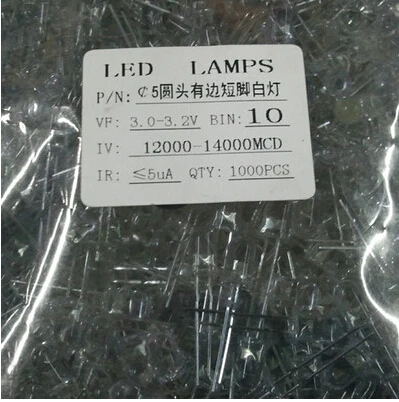 LED LAMPS
P/N: ¢5圆头有边短脚白灯
VF: 3.0-3.2V BIN: 10
IV: 12000-14000MCD
IR: ≤5uA QTY: 1000PCS